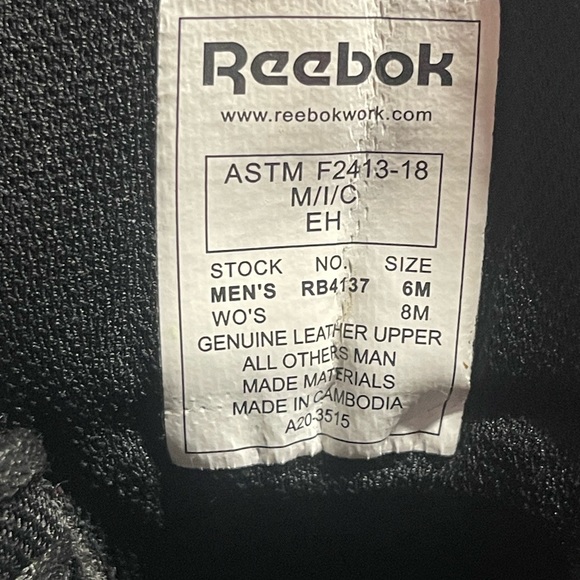 Reebok
www.reebokwork.com
ASTM F2413-18
M/I/C
EH
STOCK NO. SIZE
MEN'S RB4137 6M
WO'S 8M
GENUINE LEATHER UPPER
ALL OTHERS MAN
MADE MATERIALS
MADE IN CAMBODIA
A20-3515